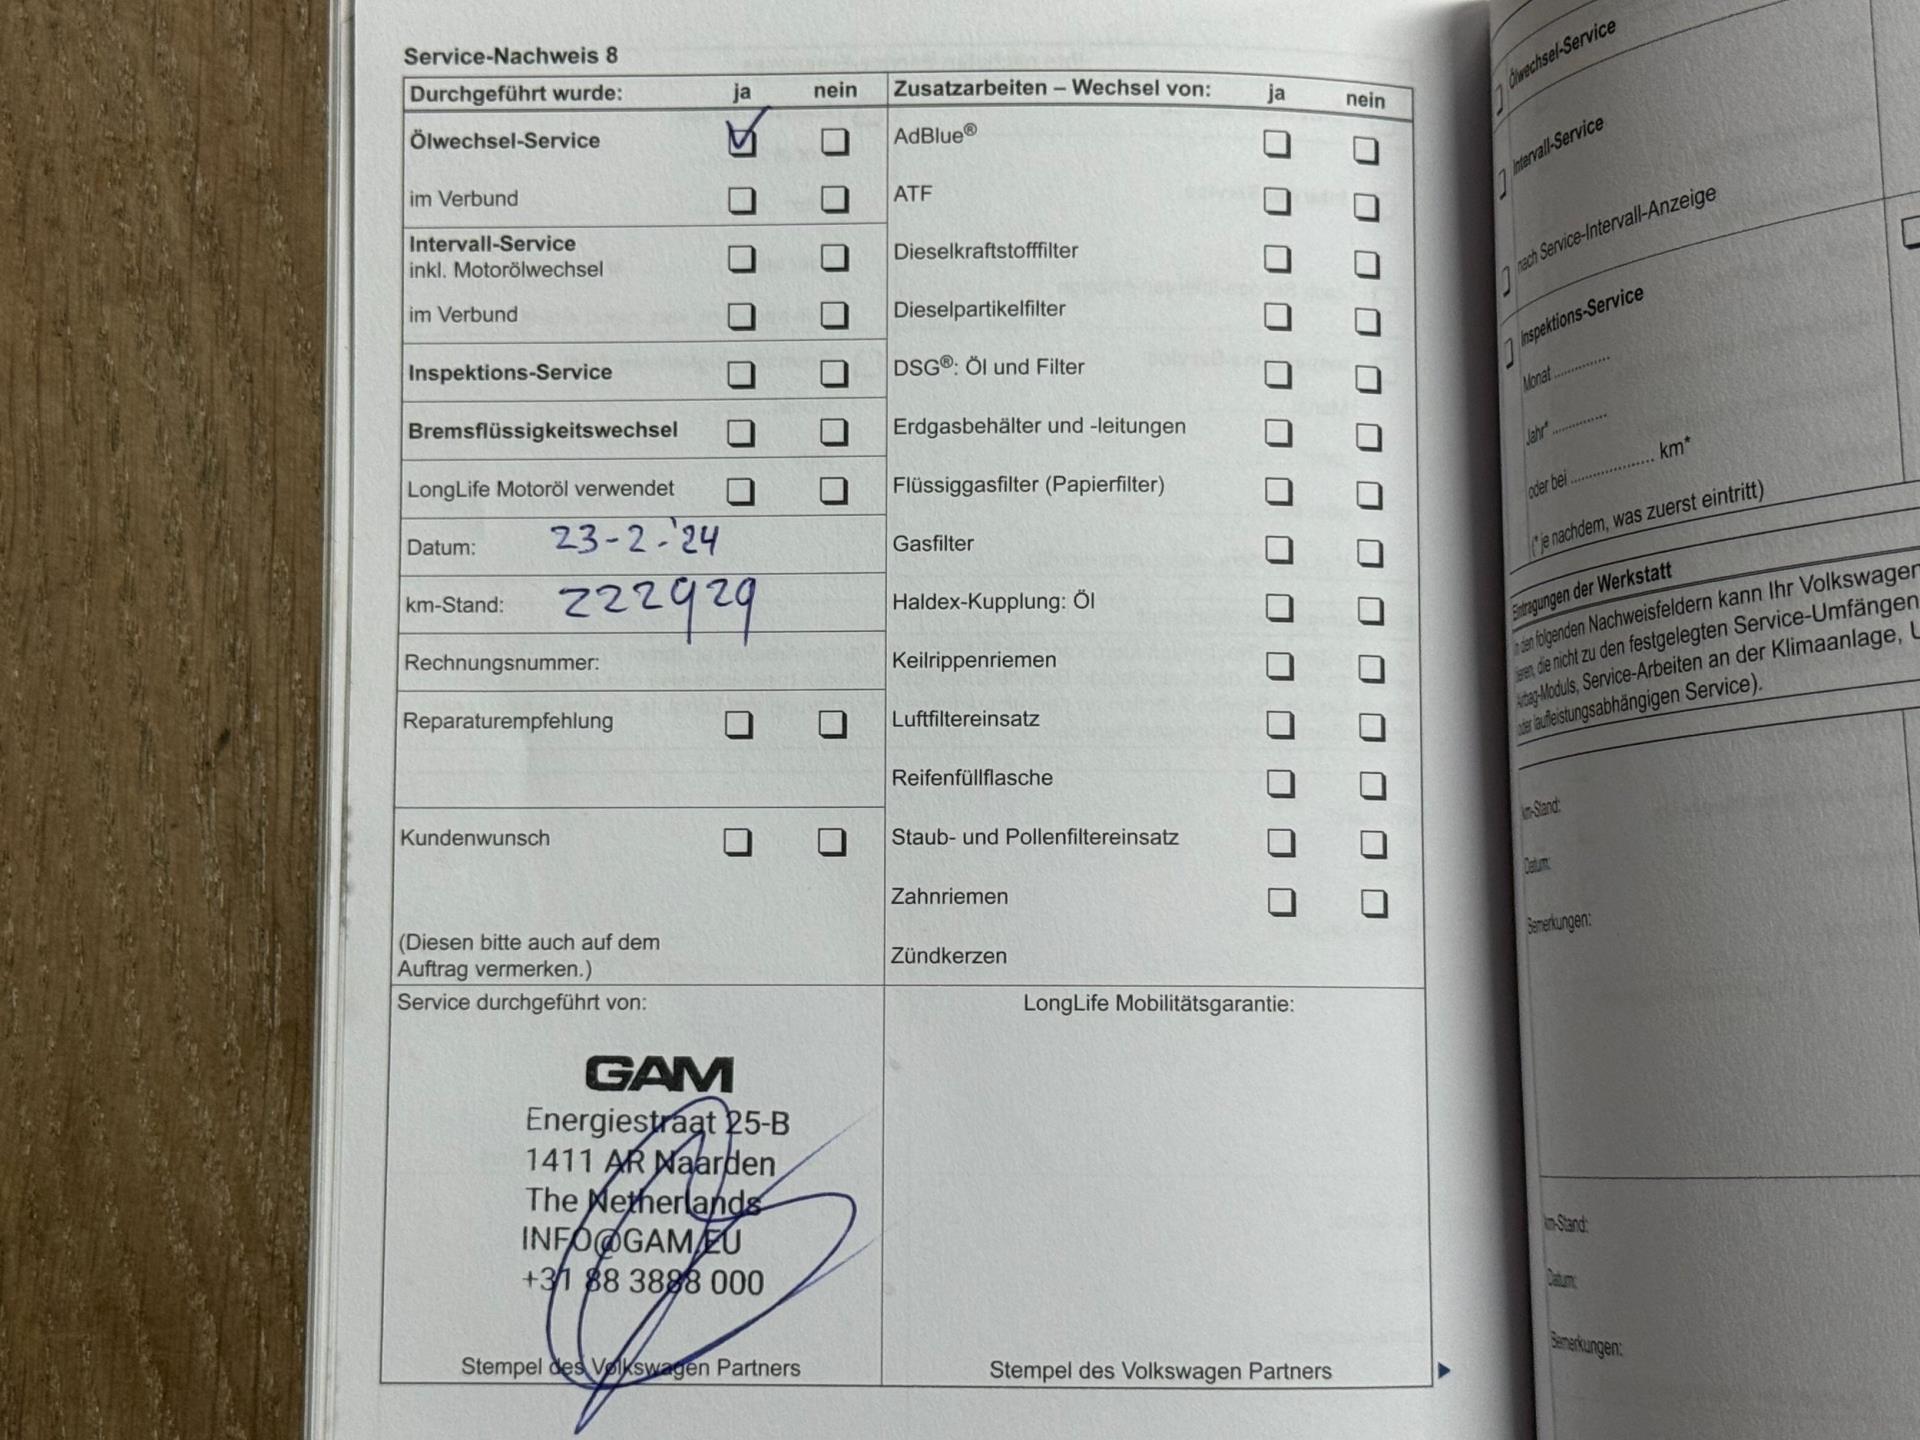 Service-Nachweis 8
Durchgeführt wurde: ja nein
Ölwechsel-Service
im Verbund
Intervall-Service
inkl. Motorölwechsel
im Verbund
Inspektions-Service
Bremsflüssigkeitswechsel
LongLife Motoröl verwendet
Datum: 23-2-'24
km-Stand: 222929
Rechnungsnummer:
Reparaturempfehlung
Kundenwunsch
(Diesen bitte auch auf dem
Auftrag vermerken.)
Zusatzarbeiten – Wechsel von: ja nein
AdBlue®
ATF
Dieselkraftstofffilter
Dieselpartikelfilter
DSG®: Öl und Filter
Erdgasbehälter und -leitungen
Flüssiggasfilter (Papierfilter)
Gasfilter
Haldex-Kupplung: Öl
Keilrippenriemen
Luftfiltereinsatz
Reifenfüllflasche
Staub- und Pollenfiltereinsatz
Zahnriemen
Zündkerzen
Service durchgeführt von:
GAM
Energiestraat 25-B
1411 AR Naarden
The Netherlands
INFO@GAM.EU
+31 88 3888 000
Stempel des Volkswagen Partners
LongLife Mobilitätsgarantie:
Stempel des Volkswagen Partners
Ölwechsel-Service
Intervall-Service
nach Service-Intervall-Anzeige
Inspektions-Service
Monat ............
Jahr* ............
oder bei ................ km*
(* je nachdem, was zuerst eintritt)
Eintragungen der Werkstatt
In den folgenden Nachweisfeldern kann Ihr Volkswagen
tieren, die nicht zu den festgelegten Service-Umfängen
Airbag-Moduls, Service-Arbeiten an der Klimaanlage,
oder laufleistungsabhängigen Service).
km-Stand:
Datum:
Bemerkungen:
km-Stand:
Datum:
Bemerkungen: